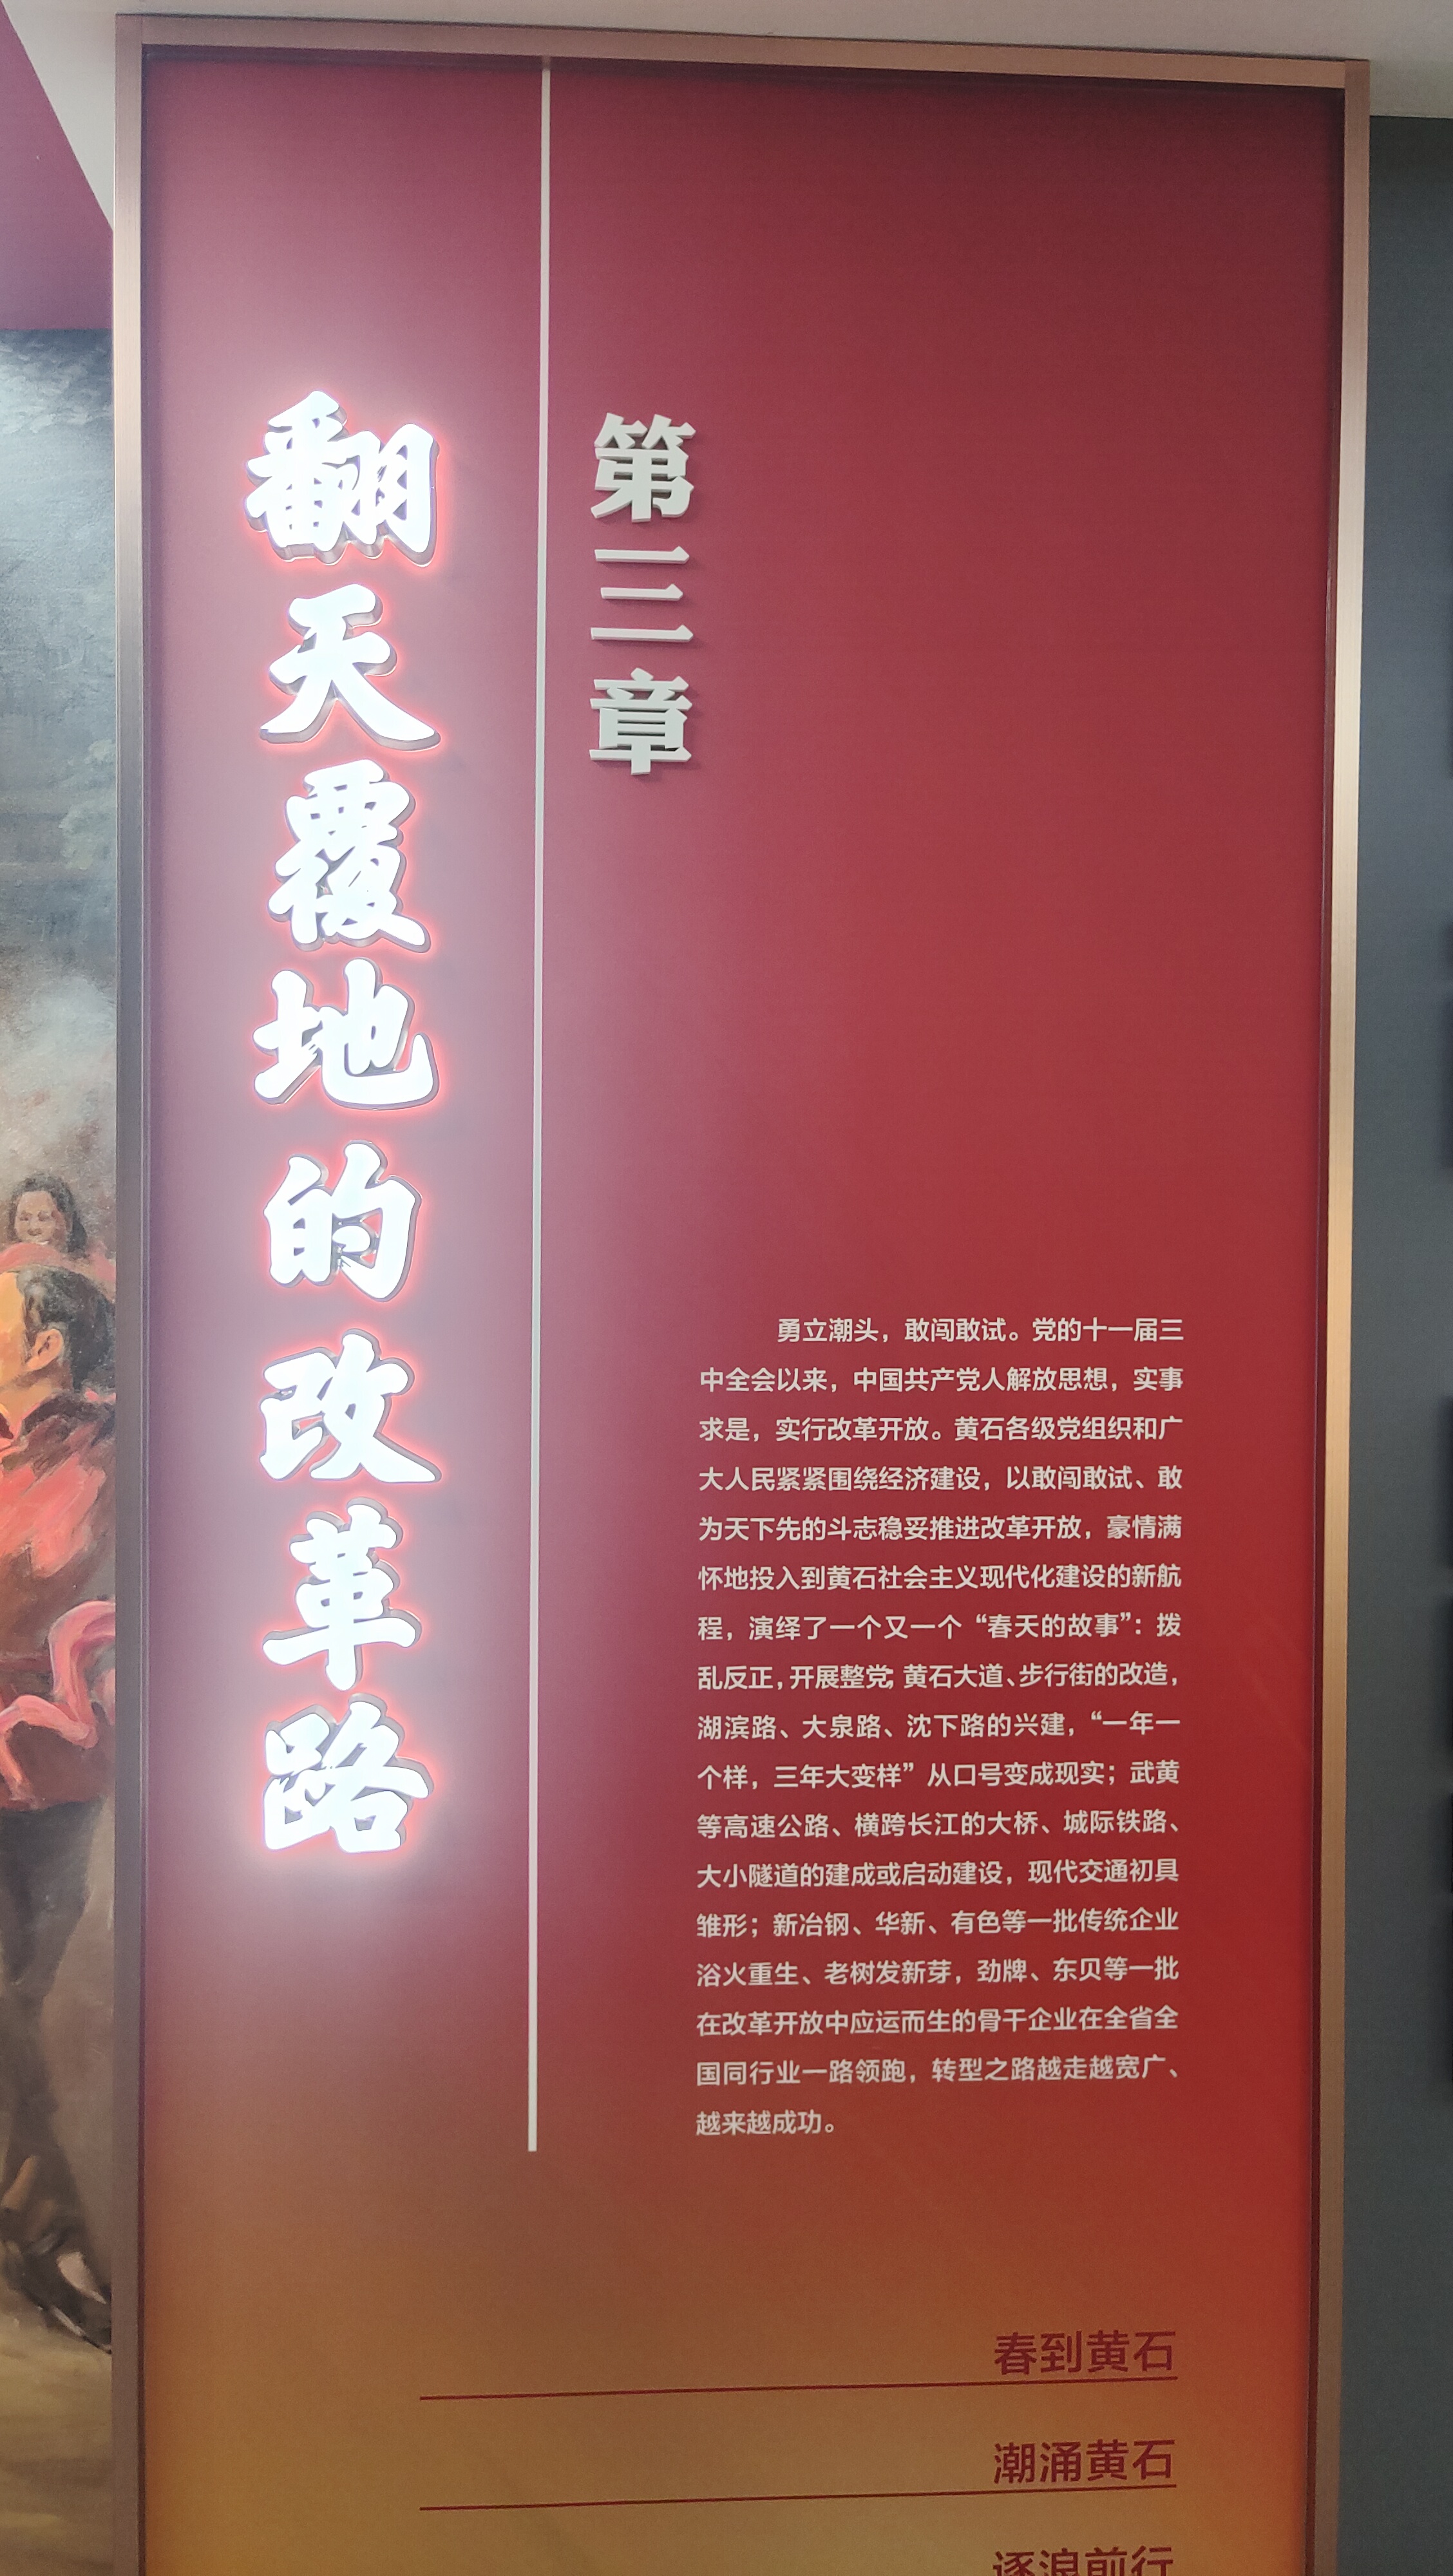 第三章
翻天覆地的改革路
勇立潮头，敢闯敢试。党的十一届三
中全会以来，中国共产党人解放思想，实事
求是，实行改革开放。黄石各级党组织和广
大人民紧紧围绕经济建设，以敢闯敢试、敢
为天下先的斗志稳妥推进改革开放，豪情满
怀地投入到黄石社会主义现代化建设的新航
程，演绎了一个又一个“春天的故事”：拨
乱反正，开展整党；黄石大道、步行街的改造，
湖滨路、大泉路、沈下路的兴建，“一年一
个样，三年大变样”从口号变成现实；武黄
等高速公路、横跨长江的大桥、城际铁路、
大小隧道的建成或启动建设，现代交通初具
雏形；新冶钢、华新、有色等一批传统企业
浴火重生、老树发新芽，劲牌、东贝等一批
在改革开放中应运而生的骨干企业在全省全
国同行业一路领跑，转型之路越走越宽广、
越来越成功。
春到黄石
潮涌黄石
逐浪前行